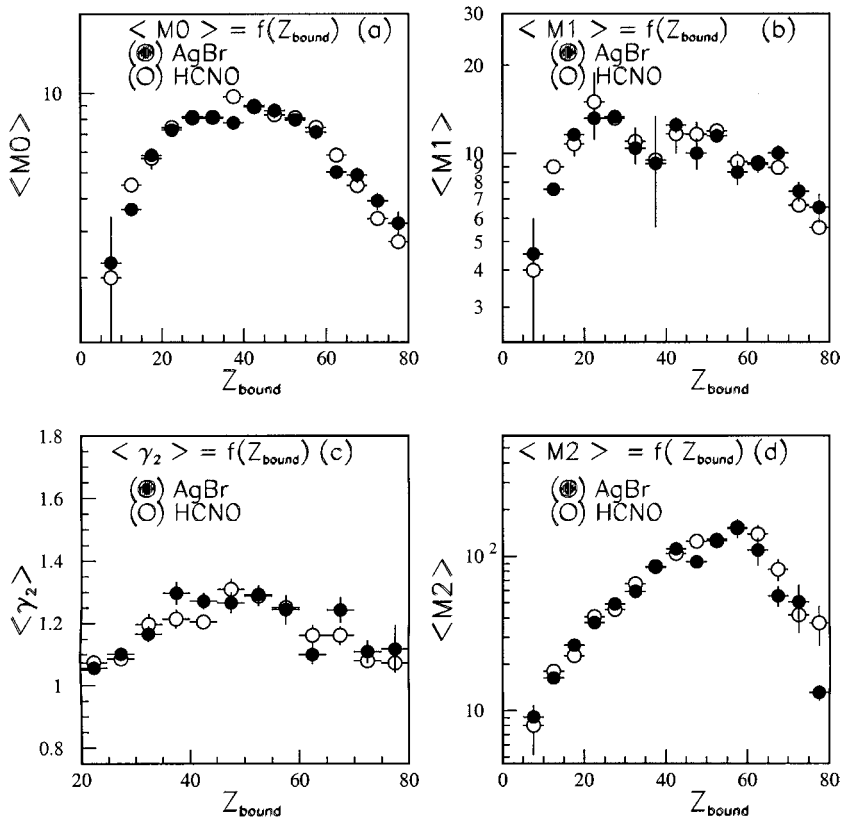 < M0 > = f(Z_bound) (a)
(●) AgBr
(○) HCNO
10
<M0>
0 20 40 60 80
Z_bound
< M1 > = f(Z_bound) (b)
(●) AgBr
(○) HCNO
30
20
10
9
8
7
6
5
4
3
<M1>
0 20 40 60 80
Z_bound
< γ₂ > = f(Z_bound) (c)
(●) AgBr
(○) HCNO
1.8
1.6
1.4
1.2
1
0.8
<γ₂>
20 40 60 80
Z_bound
< M2 > = f( Z_bound) (d)
(●) AgBr
(○) HCNO
10²
10
<M2>
0 20 40 60 80
Z_bound